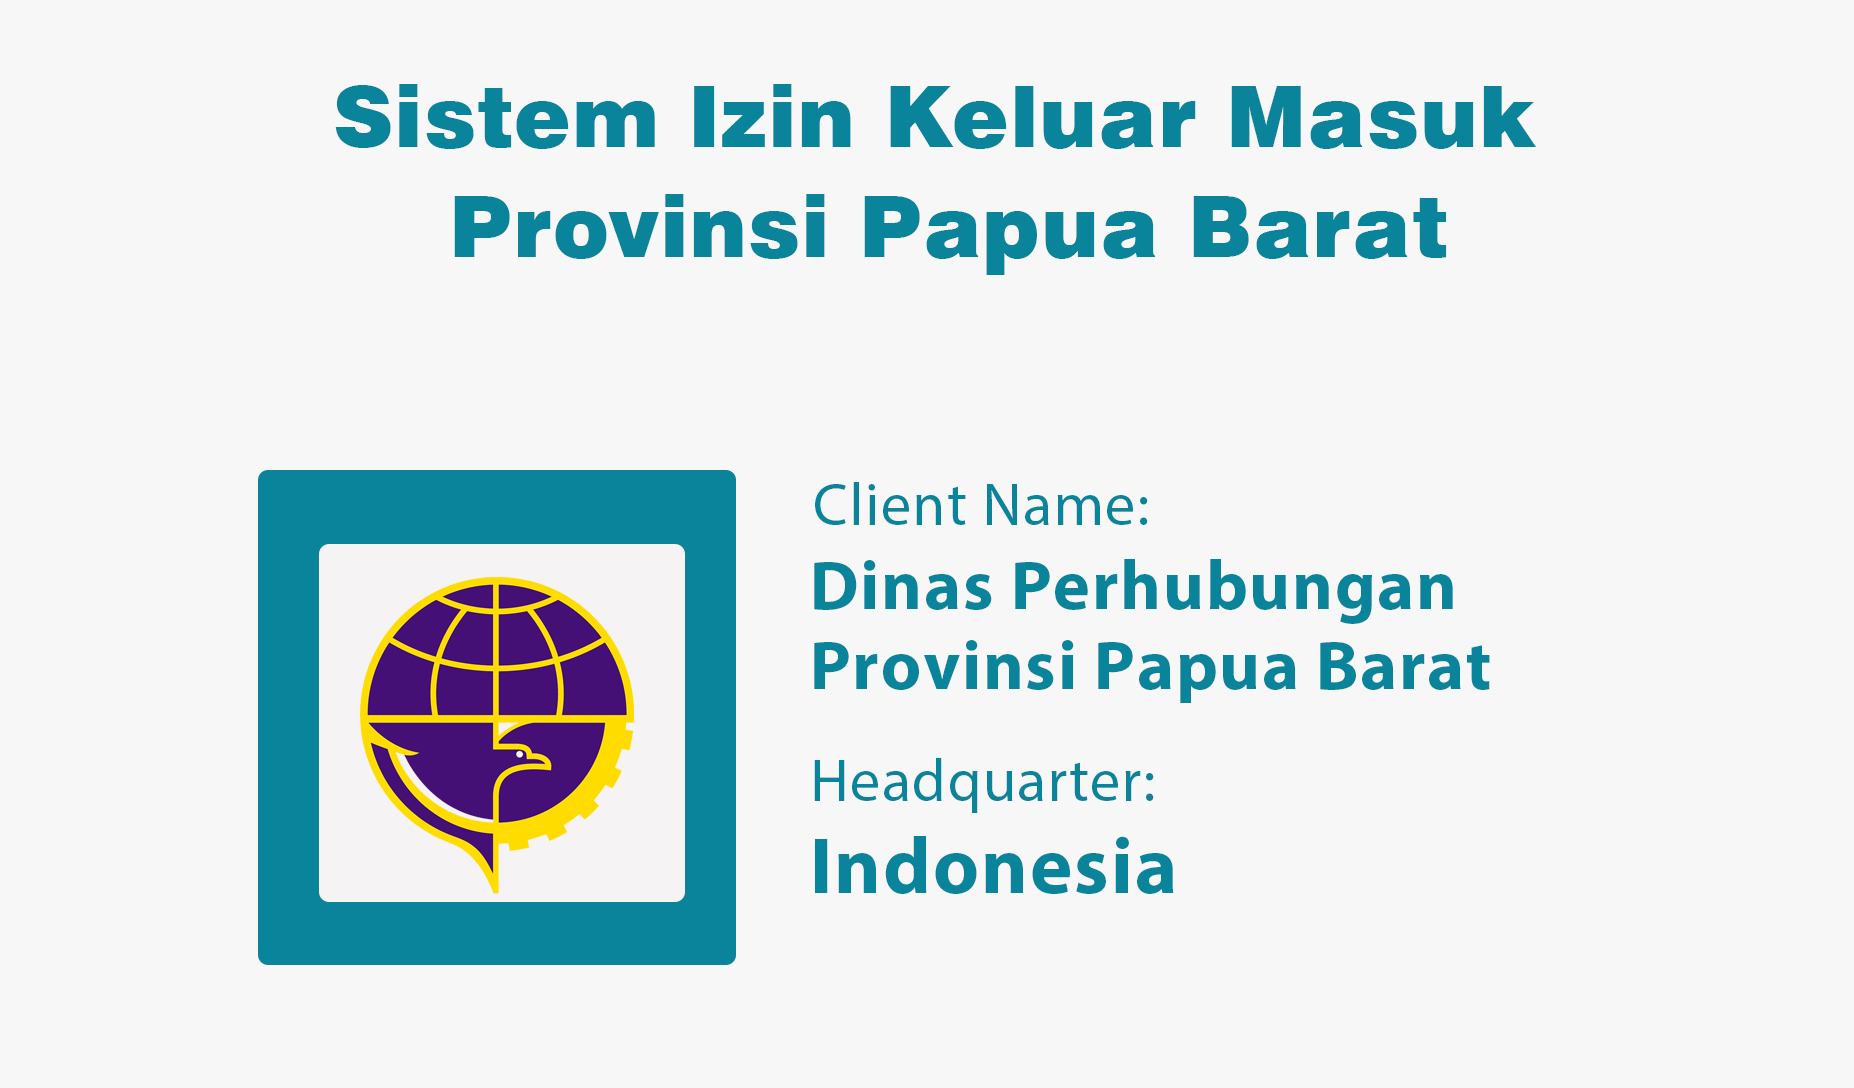 Sistem Izin Keluar Masuk
Provinsi Papua Barat
Client Name:
Dinas Perhubungan
Provinsi Papua Barat
Headquarter:
Indonesia